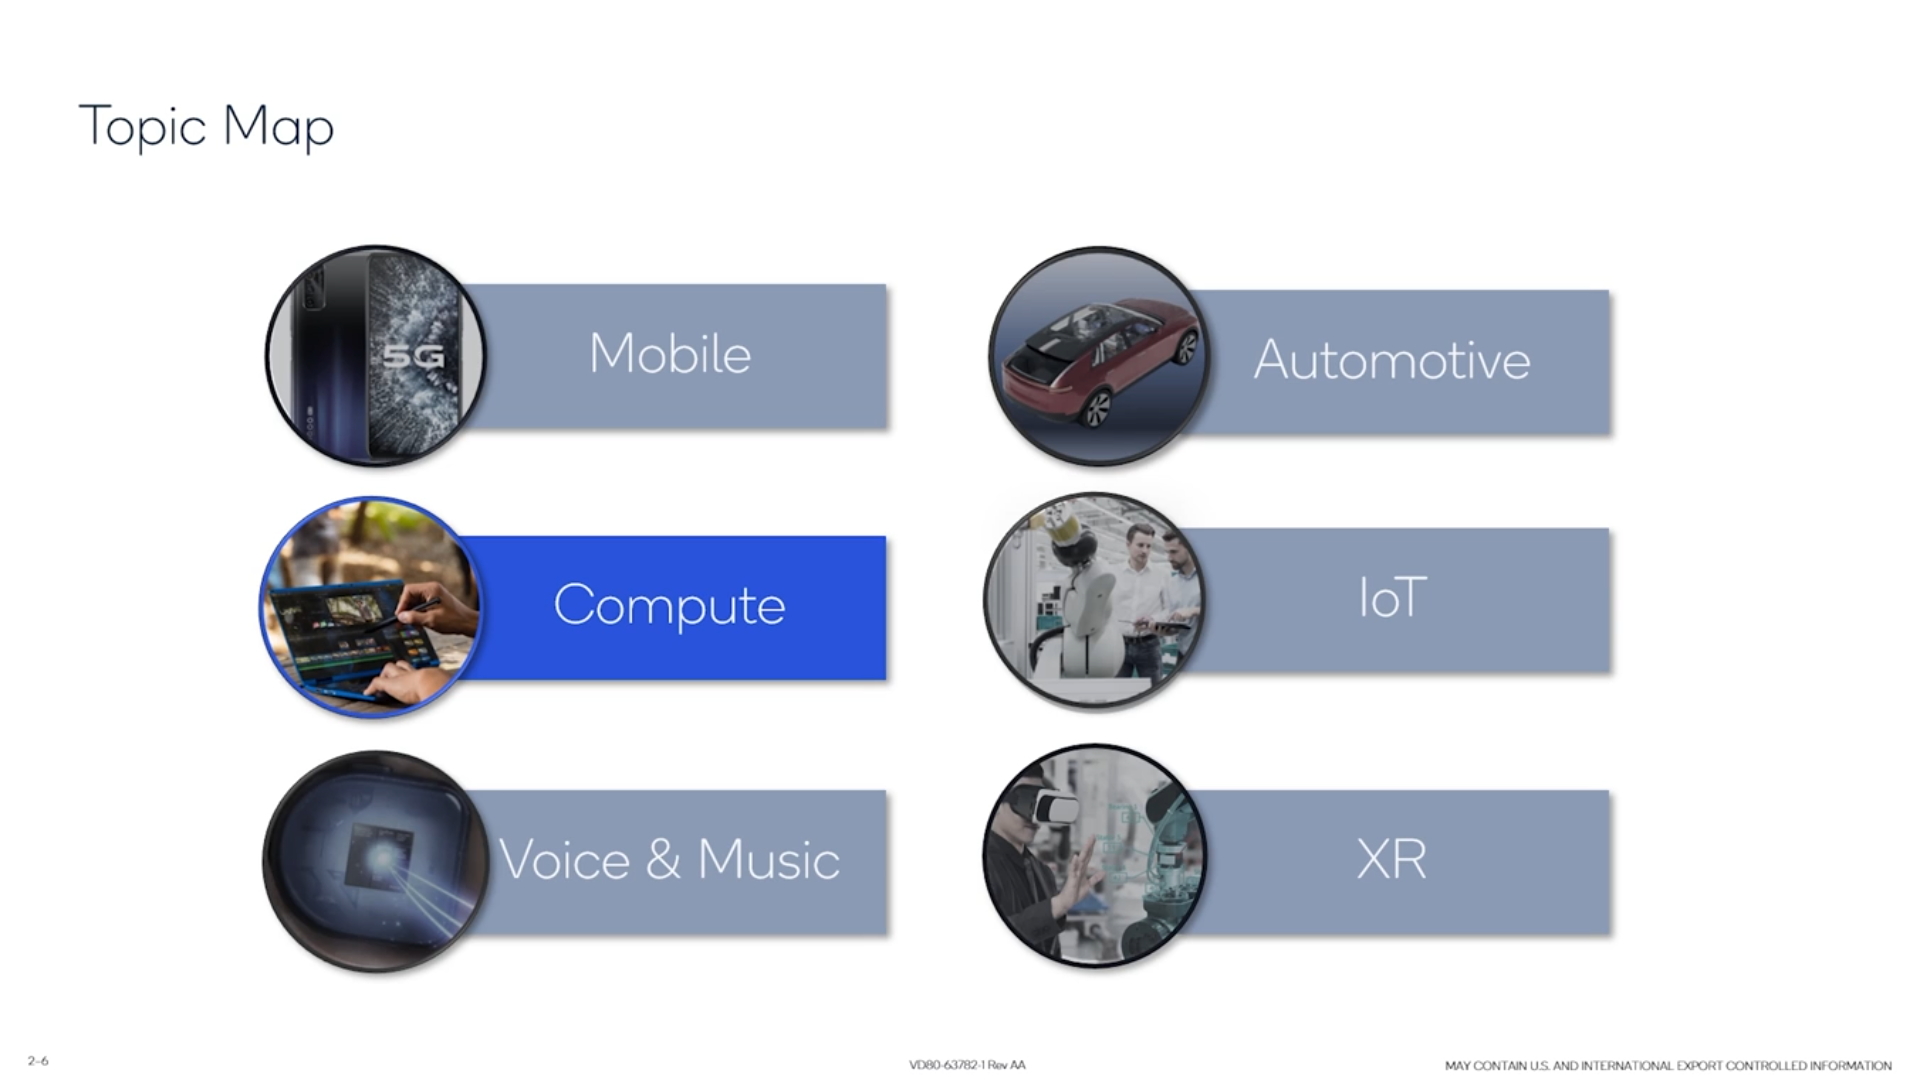 Topic Map
5G
Mobile
Automotive
Compute
IoT
Voice & Music
XR
2-6
VD80-63782-1 Rev AA
MAY CONTAIN U.S. AND INTERNATIONAL EXPORT CONTROLLED INFORMATION